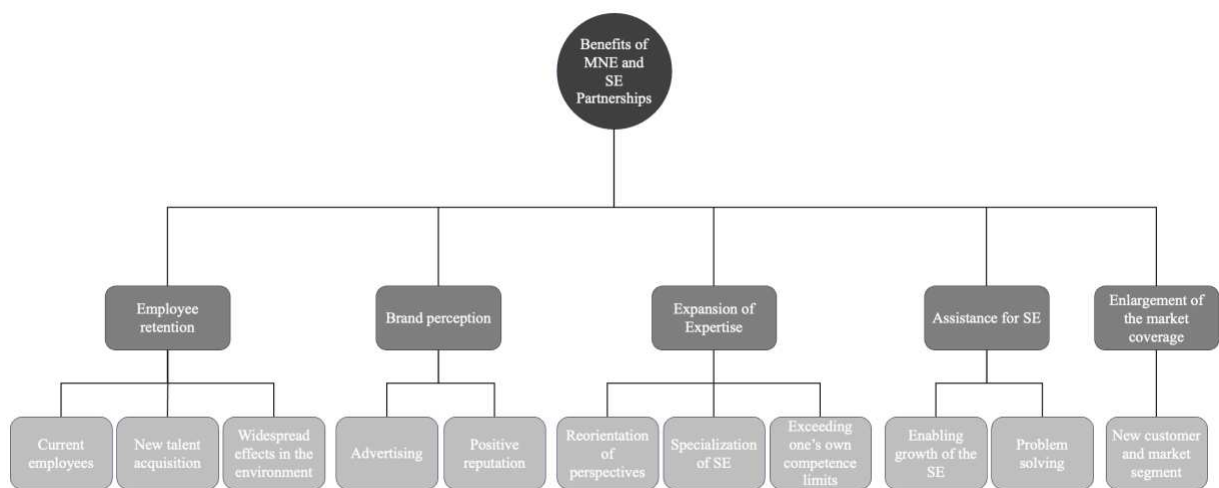 Benefits of
MNE and
SE
Partnerships
Employee
retention
Brand perception
Expansion of
Expertise
Assistance for SE
Enlargement of
the market
coverage
Current
employees
New talent
acquisition
Widespread
effects in the
environment
Advertising
Positive
reputation
Reorientation
of
perspectives
Specialization
of SE
Exceeding
one's own
competence
limits
Enabling
growth of the
SE
Problem
solving
New customer
and market
segment